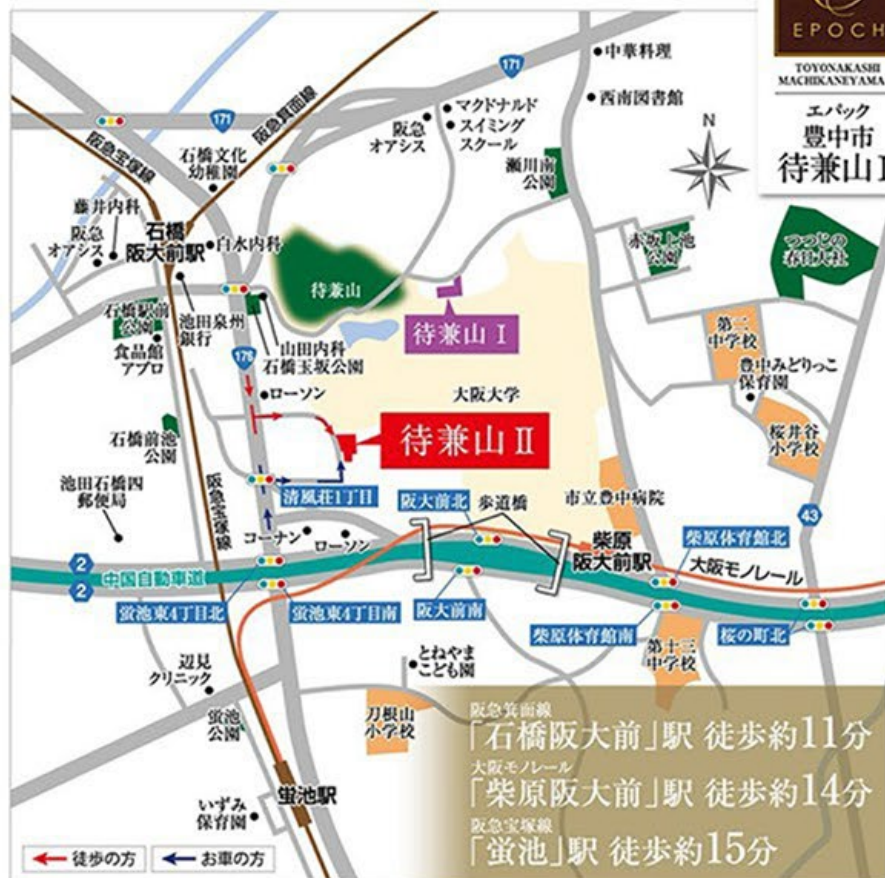 EPOCH
TOYONAKASHI
MACHIKANEYAMA
エパック
豊中市
待兼山I
N
171
中華料理
西南図書館
マクドナルド
スイミング
スクール
阪急
オアシス
171
阪急箕面線
阪急宝塚線
石橋文化
幼稚園
瀬川南
公園
藤井内科
阪急
オアシス
石橋
阪大前駅
白水内科
赤坂上池
公園
つつじの
春日大社
待兼山
石橋駅前
公園
池田泉州
銀行
食品館
アプロ
待兼山I
山田内科
石橋玉坂公園
176
第二
中学校
豊中みどりっこ
保育園
ローソン
大阪大学
待兼山II
桜井谷
小学校
石橋前池
公園
池田石橋四
郵便局
阪急宝塚線
清風荘1丁目
阪大前北
歩道橋
市立豊中病院
43
コーナン
ローソン
柴原
阪大前駅
柴原体育館北
大阪モノレール
2
2
中国自動車道
蛍池東4丁目北
蛍池東4丁目南
阪大前南
柴原体育館南
桜の町北
第十三
中学校
とねやま
こども園
辺見
クリニック
蛍池
公園
刀根山
小学校
蛍池駅
いずみ
保育園
阪急箕面線
「石橋阪大前」駅 徒歩約11分
大阪モノレール
「柴原阪大前」駅 徒歩約14分
阪急宝塚線
「蛍池」駅 徒歩約15分
徒歩の方
お車の方